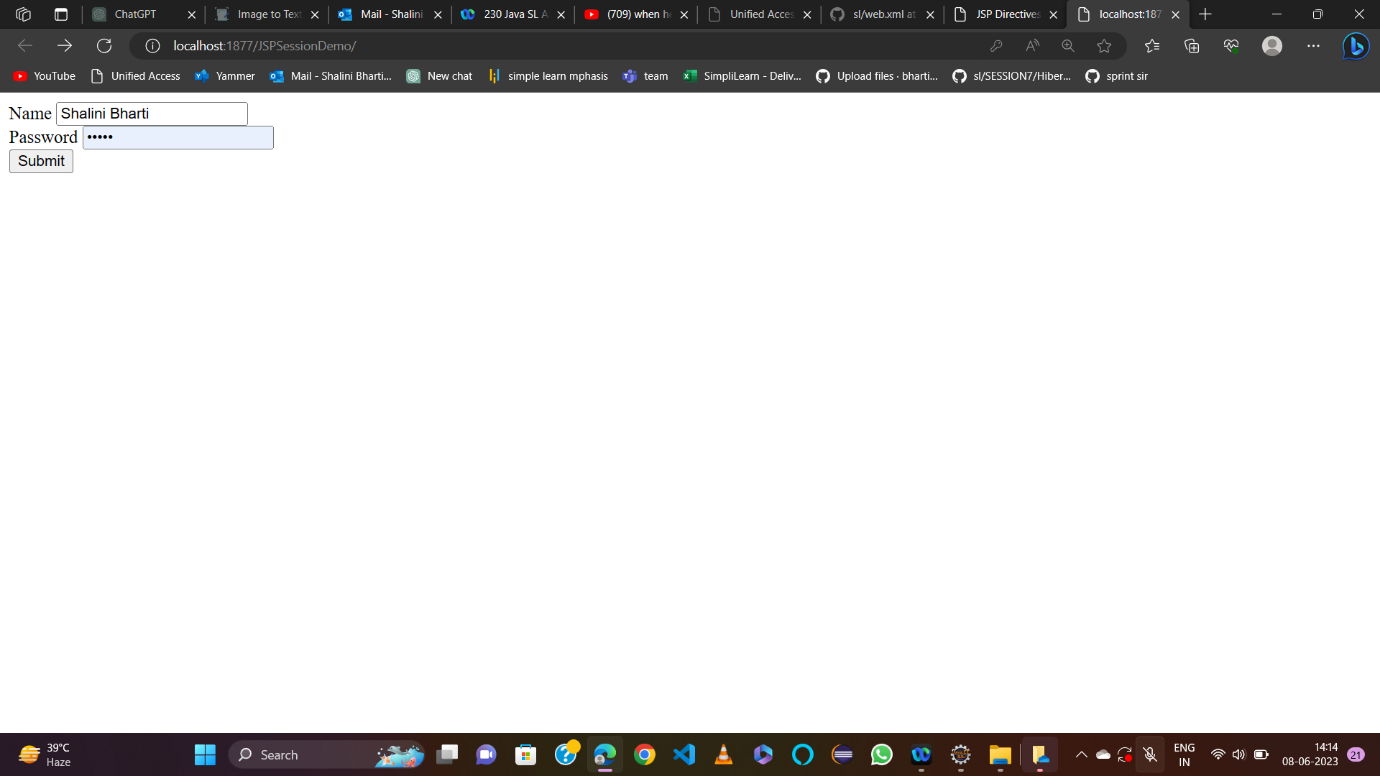 ChatGPT
Image to Text
Mail - Shalini
230 Java SL A
(709) when he
Unified Acces
sl/web.xml at
JSP Directives
localhost:187
localhost:1877/JSPSessionDemo/
YouTube
Unified Access
Yammer
Mail - Shalini Bharti...
New chat
simple learn mphasis
team
SimpliLearn - Deliv...
Upload files · bharti...
sl/SESSION7/Hiber...
sprint sir
Name Shalini Bharti
Password •••••
Submit
39°C
Haze
Search
ENG
IN
14:14
08-06-2023
21